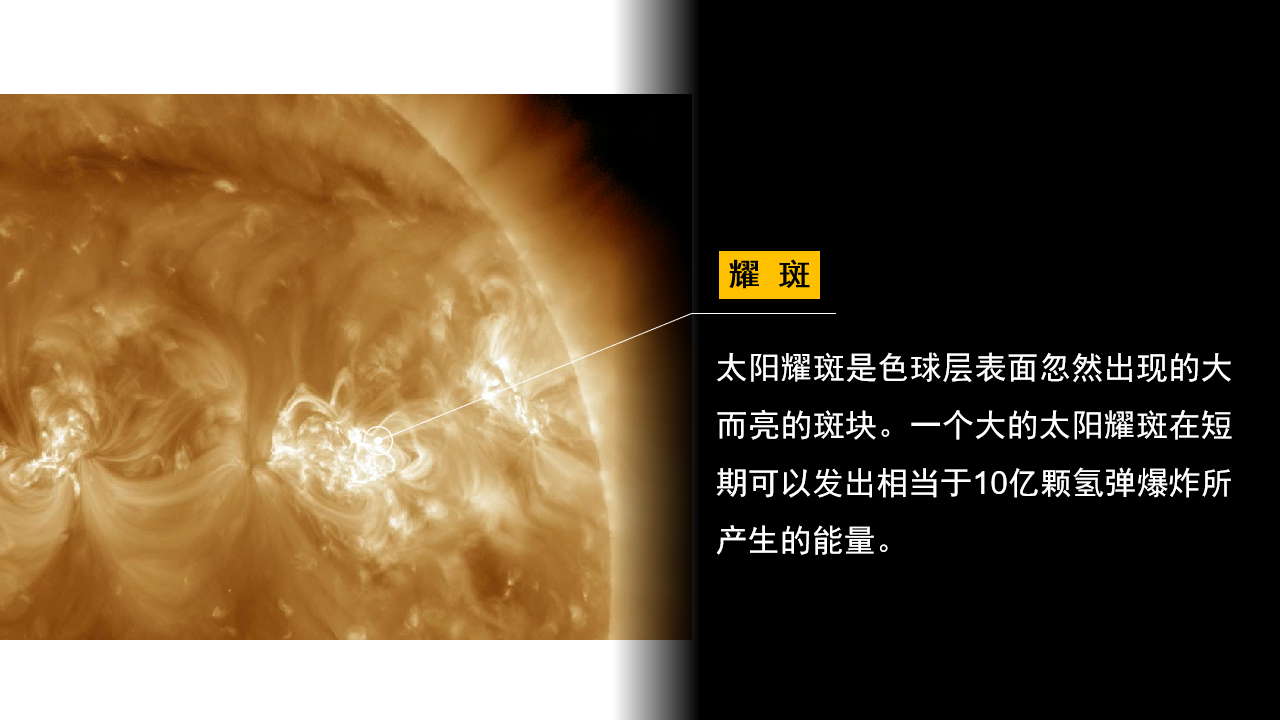 耀 斑
太阳耀斑是色球层表面忽然出现的大
而亮的斑块。一个大的太阳耀斑在短
期可以发出相当于10亿颗氢弹爆炸所
产生的能量。